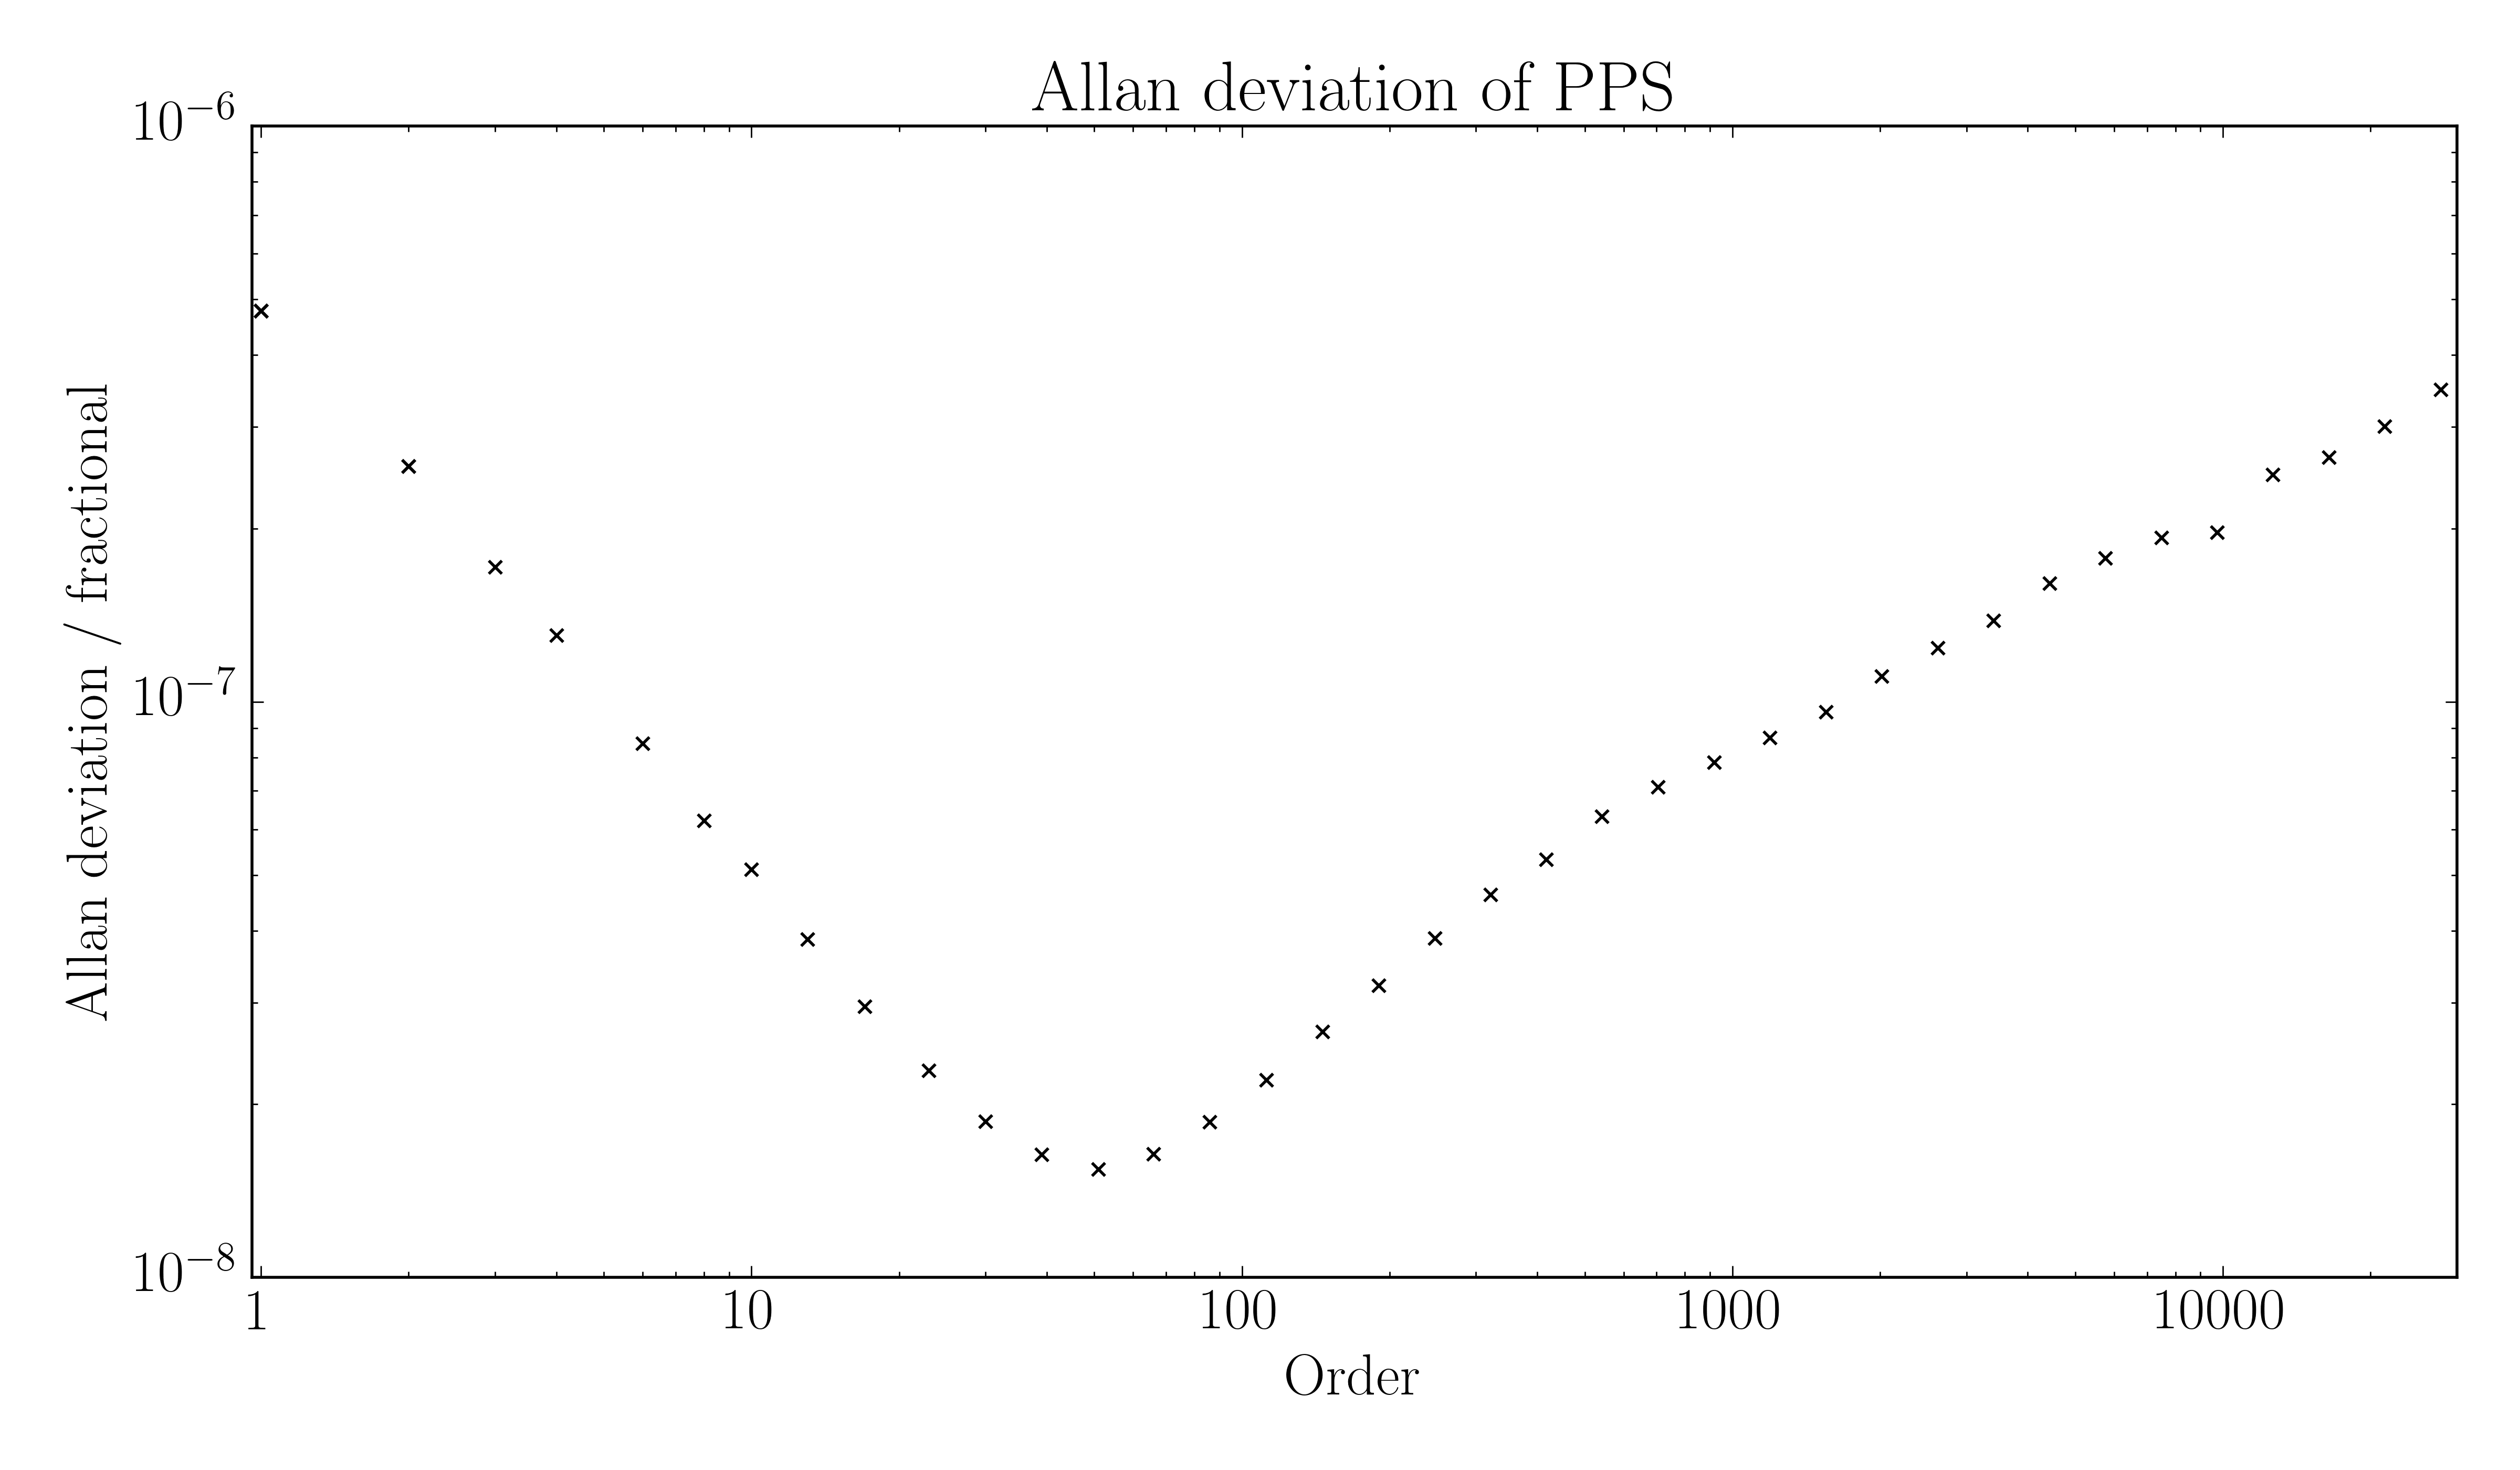 Allan deviation of PPS
10−6
10−7
10−8
Allan deviation / fractional
1 10 100 1000 10000
Order